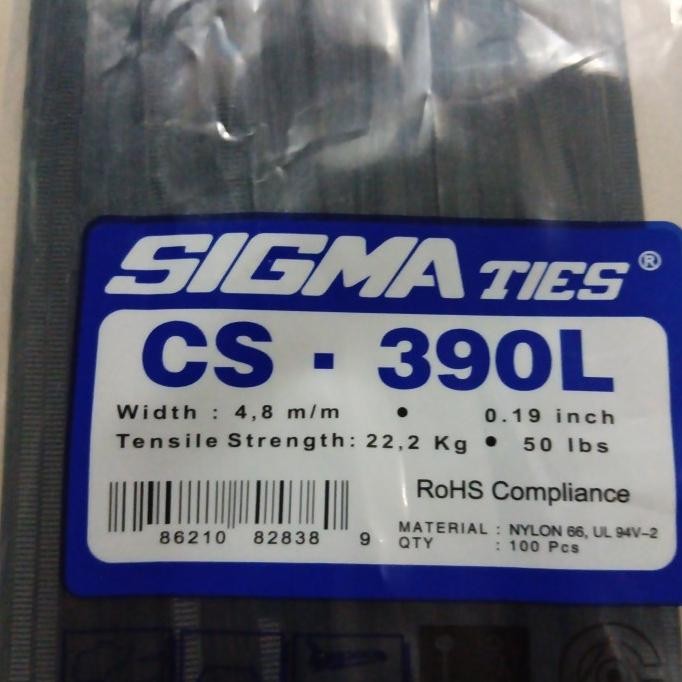 SIGMA TIES ®
CS - 390L
Width : 4,8 m/m • 0.19 inch
Tensile Strength: 22,2 Kg • 50 lbs
RoHS Compliance
86210 82838 9
MATERIAL : NYLON 66, UL 94V-2
QTY : 100 Pcs